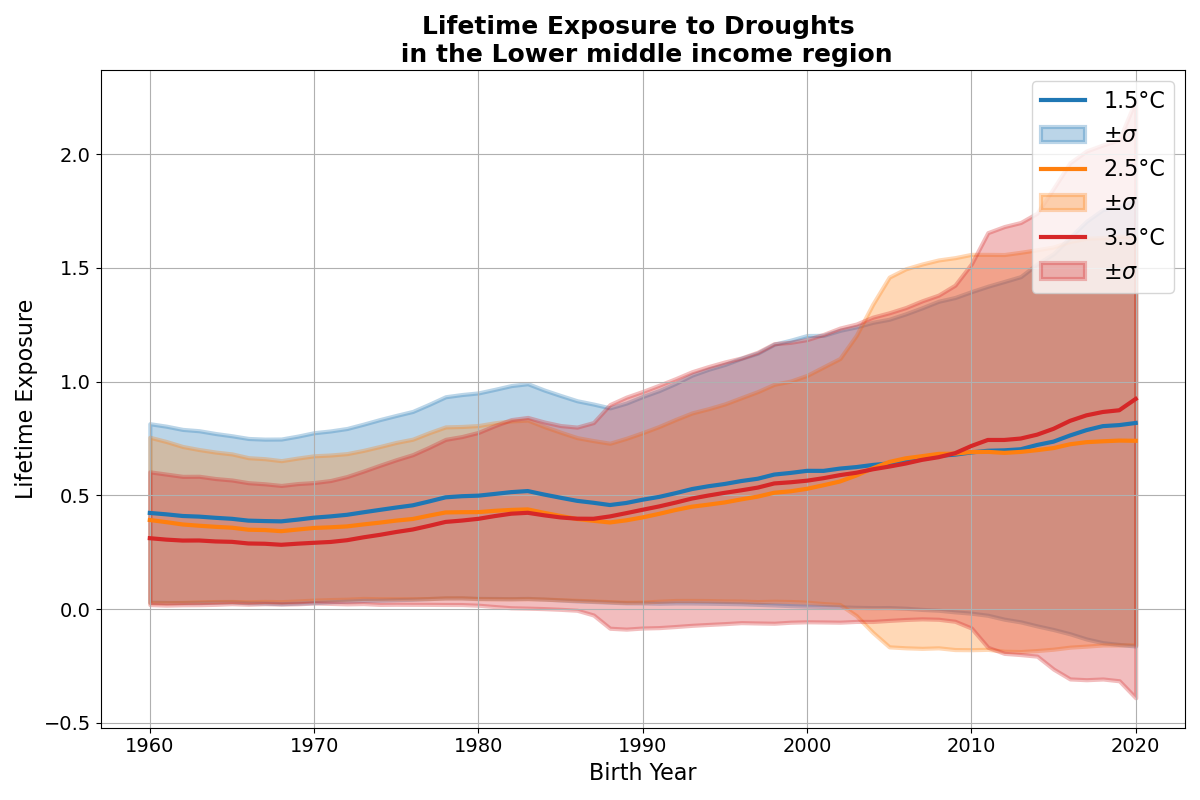 Lifetime Exposure to Droughts
in the Lower middle income region
1.5°C
±σ
2.5°C
±σ
3.5°C
±σ
Lifetime Exposure
2.0
1.5
1.0
0.5
0.0
−0.5
1960 1970 1980 1990 2000 2010 2020
Birth Year